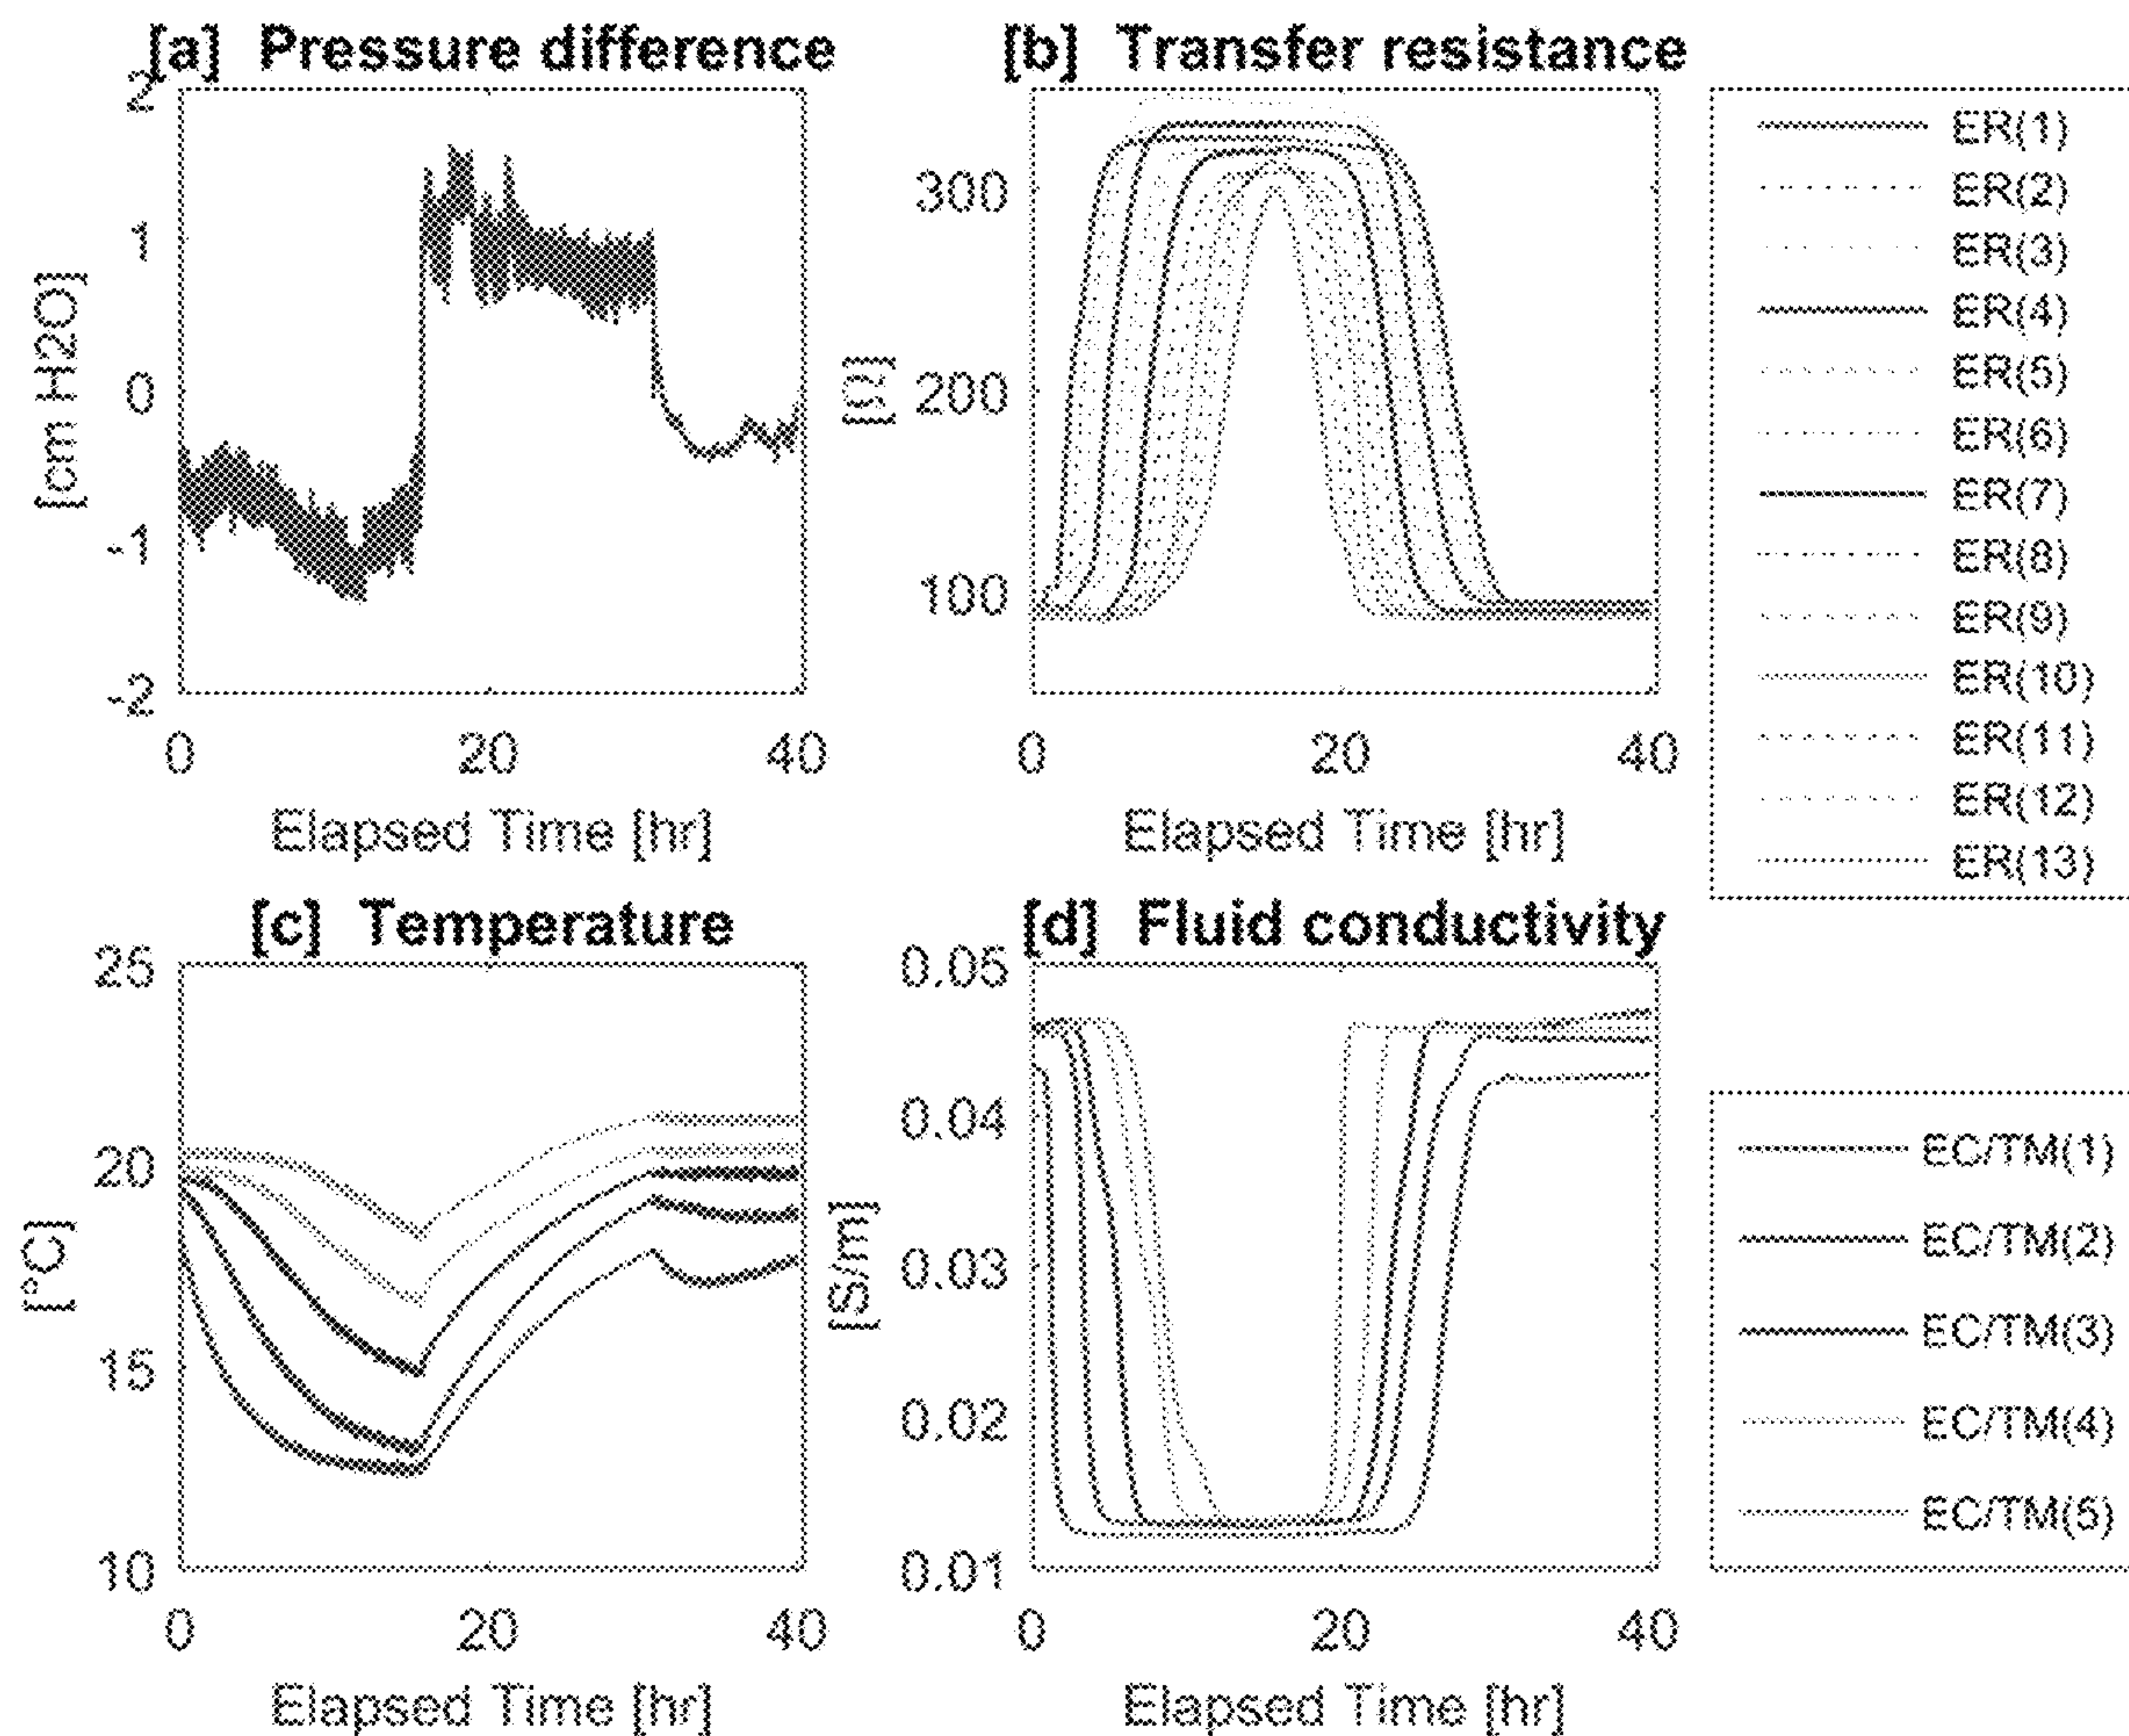 [a] Pressure difference
2
1
0
-1
-2
[cm H2O]
0 20 40
Elapsed Time [hr]
[b] Transfer resistance
300
200
100
[Ω]
0 20 40
Elapsed Time [hr]
ER(1)
ER(2)
ER(3)
ER(4)
ER(5)
ER(6)
ER(7)
ER(8)
ER(9)
ER(10)
ER(11)
ER(12)
ER(13)
[c] Temperature
25
20
15
10
[°C]
0 20 40
Elapsed Time [hr]
[d] Fluid conductivity
0.05
0.04
0.03
0.02
0.01
[S/m]
0 20 40
Elapsed Time [hr]
EC/TM(1)
EC/TM(2)
EC/TM(3)
EC/TM(4)
EC/TM(5)